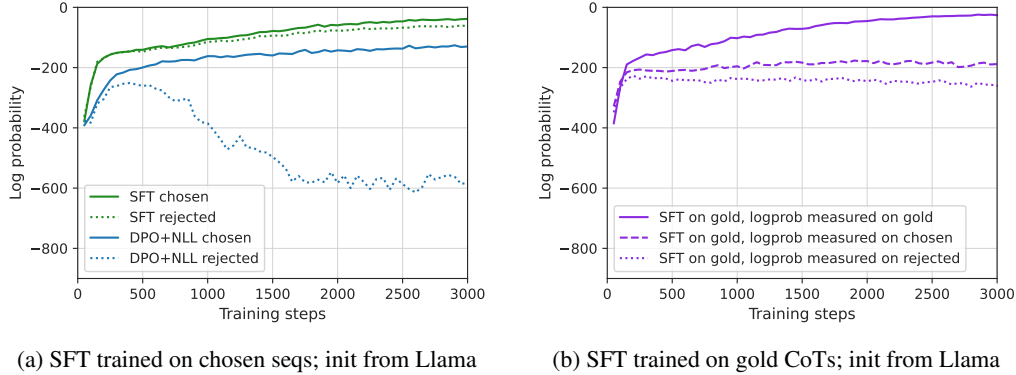 0
−200
−400
−600
−800
Log probability
SFT chosen
SFT rejected
DPO+NLL chosen
DPO+NLL rejected
0 500 1000 1500 2000 2500 3000
Training steps
(a) SFT trained on chosen seqs; init from Llama
0
−200
−400
−600
−800
Log probability
SFT on gold, logprob measured on gold
SFT on gold, logprob measured on chosen
SFT on gold, logprob measured on rejected
0 500 1000 1500 2000 2500 3000
Training steps
(b) SFT trained on gold CoTs; init from Llama